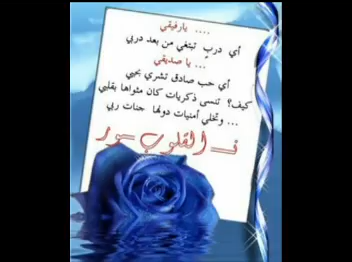 .... يارفيقي
أي دربٍ تبتغي من بعد دربي
... يا صديقي
أي حب صادق تشري بحبي
كيف؟ تنسى ذكريات كان مثواها بقلبي
... وتخلي أمنيات دونها جنات ربي
القلوب